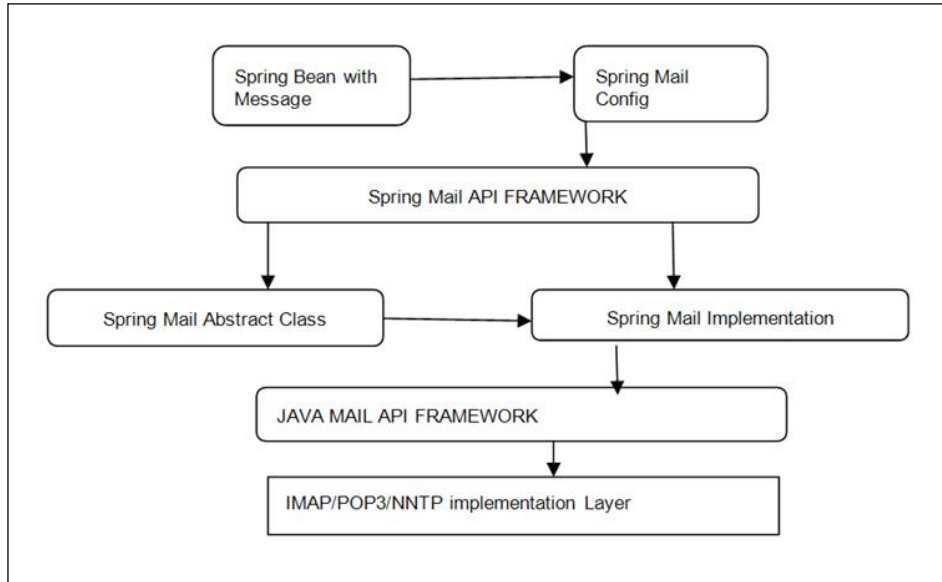 Spring Bean with
Message
Spring Mail
Config
Spring Mail API FRAMEWORK
Spring Mail Abstract Class
Spring Mail Implementation
JAVA MAIL API FRAMEWORK
IMAP/POP3/NNTP implementation Layer